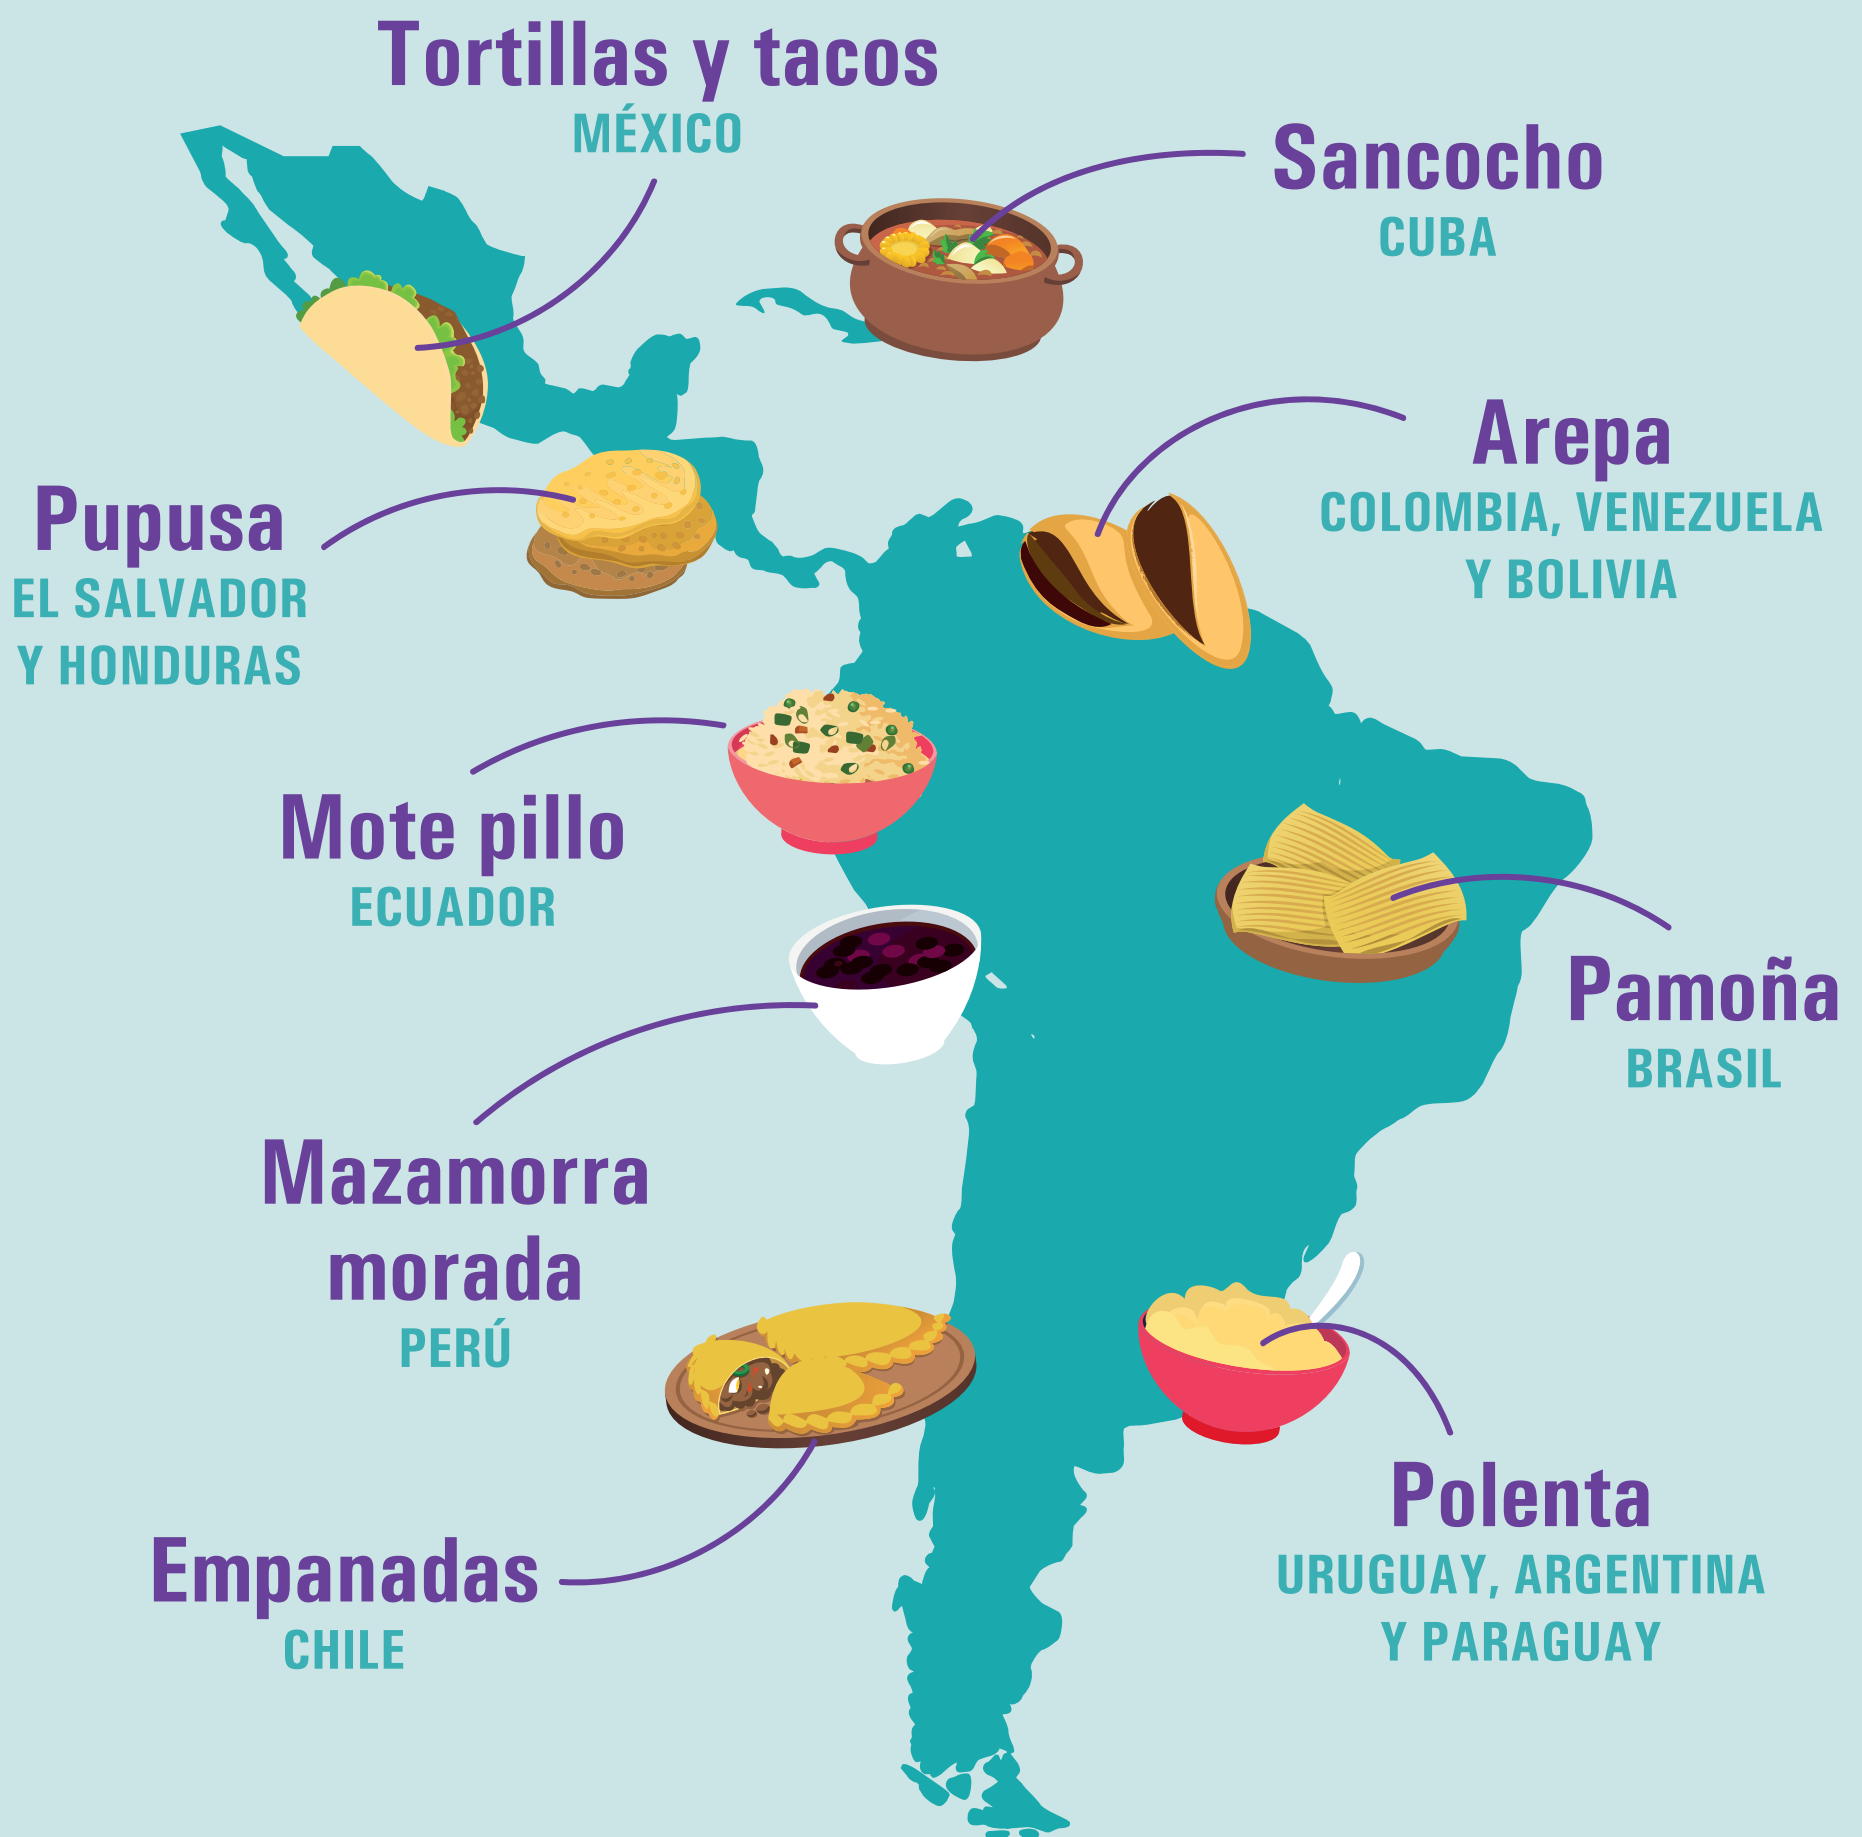 Tortillas y tacos
MÉXICO
Sancocho
CUBA
Arepa
COLOMBIA, VENEZUELA
Y BOLIVIA
Pupusa
EL SALVADOR
Y HONDURAS
Mote pillo
ECUADOR
Pamoña
BRASIL
Mazamorra
morada
PERÚ
Polenta
URUGUAY, ARGENTINA
Y PARAGUAY
Empanadas
CHILE